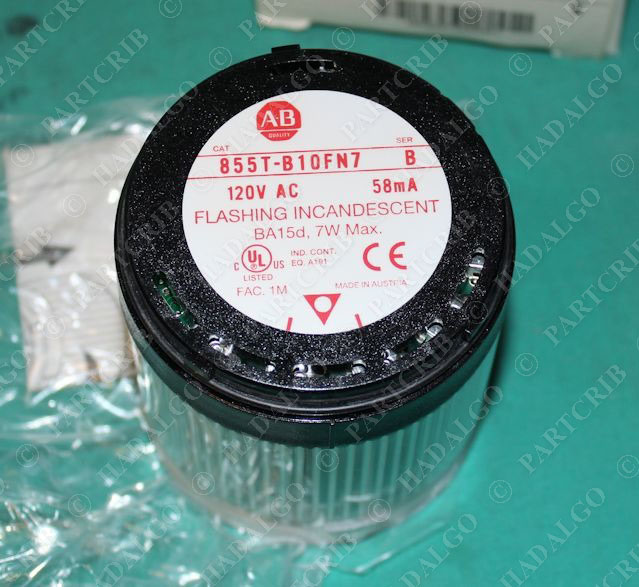 AB
QUALITY
CAT SER
855T-B10FN7 B
120V AC 58mA
FLASHING INCANDESCENT
BA15d, 7W Max.
C UL US
LISTED
IND. CONT.
EQ. A191
CE
FAC. 1M
MADE IN AUSTRIA
© PARTCRIB
© HADALGO